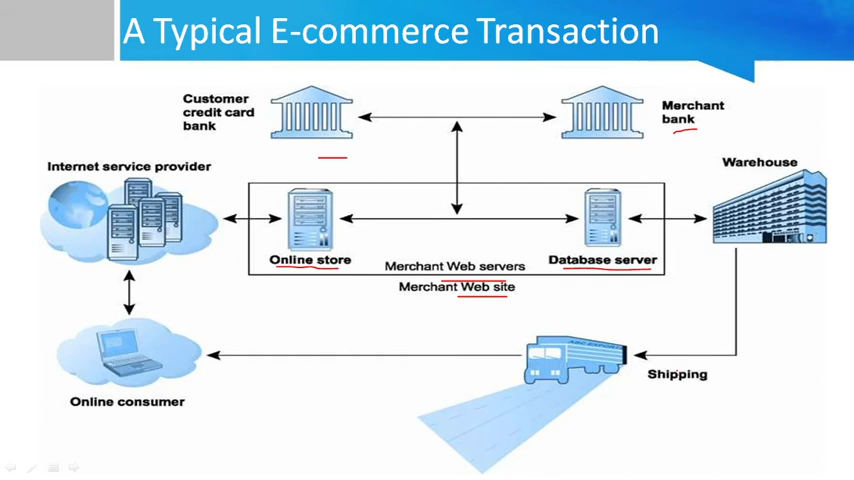 A Typical E-commerce Transaction
Customer
credit card
bank
Merchant
bank
Internet service provider
Warehouse
Online store
Database server
Merchant Web servers
Merchant Web site
Shipping
Online consumer